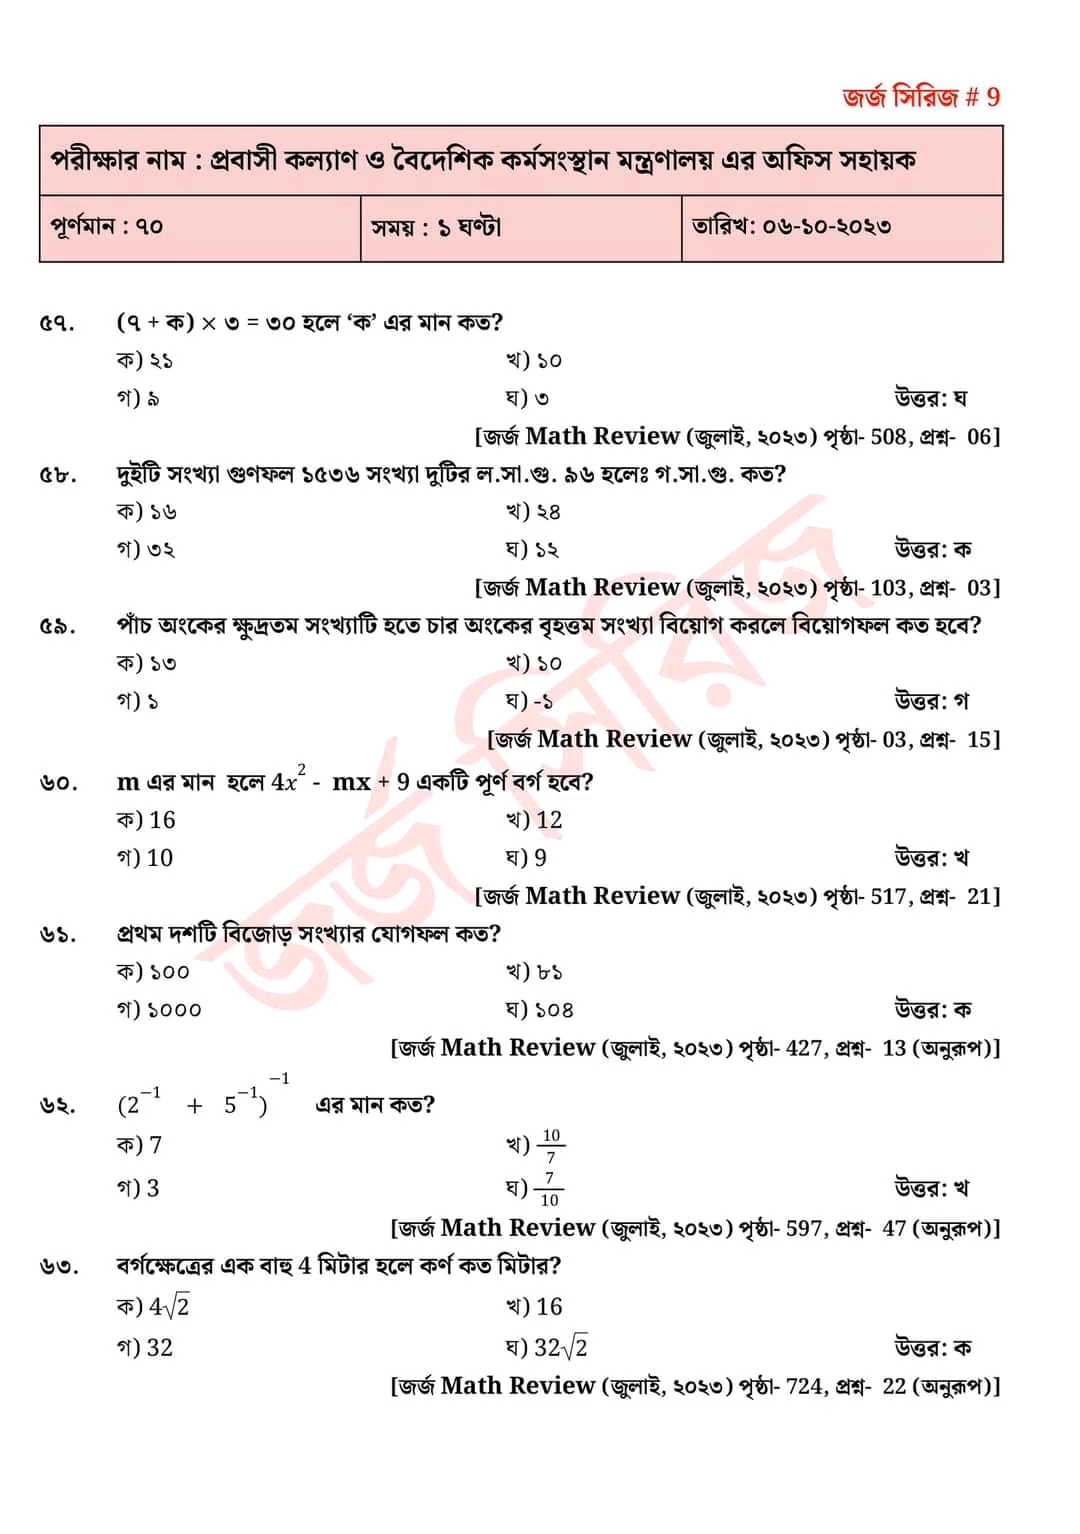 জর্জ সিরিজ # 9
পরীক্ষার নাম : প্রবাসী কল্যাণ ও বৈদেশিক কর্মসংস্থান মন্ত্রণালয় এর অফিস সহায়ক
পূর্ণমান : ৭০ সময় : ১ ঘণ্টা তারিখ: ০৬-১০-২০২৩
৫৭. (৭ + ক) × ৩ = ৩০ হলে ‘ক’ এর মান কত?
ক) ২১ খ) ১০
গ) ৯ ঘ) ৩ উত্তর: ঘ
[জর্জ Math Review (জুলাই, ২০২৩) পৃষ্ঠা- 508, প্রশ্ন- 06]
৫৮. দুইটি সংখ্যা গুণফল ১৫৩৬ সংখ্যা দুটির ল.সা.গু. ৯৬ হলেঃ গ.সা.গু. কত?
ক) ১৬ খ) ২৪
গ) ৩২ ঘ) ১২ উত্তর: ক
[জর্জ Math Review (জুলাই, ২০২৩) পৃষ্ঠা- 103, প্রশ্ন- 03]
৫৯. পাঁচ অংকের ক্ষুদ্রতম সংখ্যাটি হতে চার অংকের বৃহত্তম সংখ্যা বিয়োগ করলে বিয়োগফল কত হবে?
ক) ১৩ খ) ১০
গ) ১ ঘ) -১ উত্তর: গ
[জর্জ Math Review (জুলাই, ২০২৩) পৃষ্ঠা- 03, প্রশ্ন- 15]
৬০. m এর মান হলে 4x² - mx + 9 একটি পূর্ণ বর্গ হবে?
ক) 16 খ) 12
গ) 10 ঘ) 9 উত্তর: খ
[জর্জ Math Review (জুলাই, ২০২৩) পৃষ্ঠা- 517, প্রশ্ন- 21]
৬১. প্রথম দশটি বিজোড় সংখ্যার যোগফল কত?
ক) ১০০ খ) ৮১
গ) ১০০০ ঘ) ১০৪ উত্তর: ক
[জর্জ Math Review (জুলাই, ২০২৩) পৃষ্ঠা- 427, প্রশ্ন- 13 (অনুরূপ)]
৬২. (2⁻¹ + 5⁻¹)⁻¹ এর মান কত?
ক) 7 খ) 10/7
গ) 3 ঘ) 7/10 উত্তর: খ
[জর্জ Math Review (জুলাই, ২০২৩) পৃষ্ঠা- 597, প্রশ্ন- 47 (অনুরূপ)]
৬৩. বর্গক্ষেত্রের এক বাহু 4 মিটার হলে কর্ণ কত মিটার?
ক) 4√2 খ) 16
গ) 32 ঘ) 32√2 উত্তর: ক
[জর্জ Math Review (জুলাই, ২০২৩) পৃষ্ঠা- 724, প্রশ্ন- 22 (অনুরূপ)]
জর্জ সিরিজ